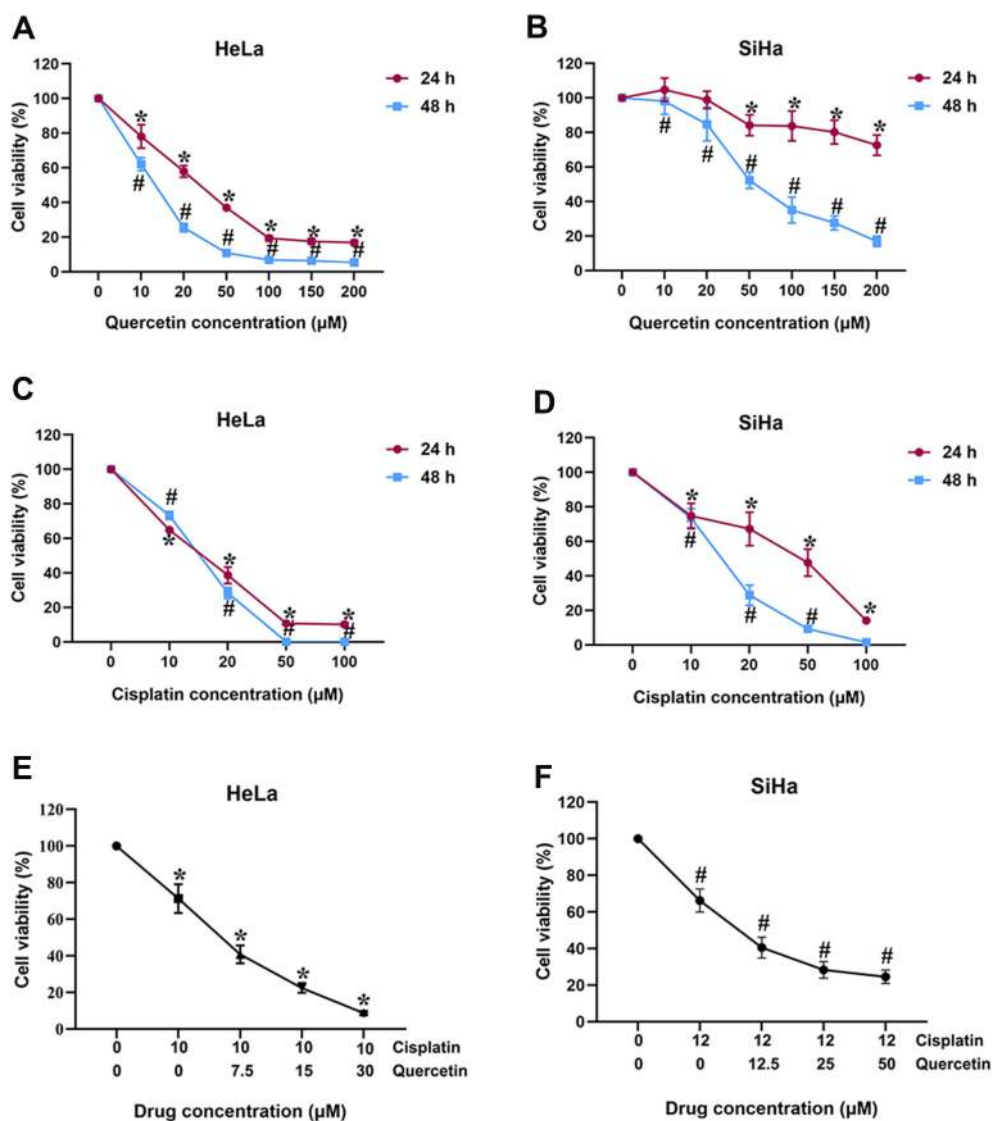 A
HeLa
120
100
80
60
40
20
0
Cell viability (%)
* * * * * *
# # # # # #
0 10 20 50 100 150 200
Quercetin concentration (µM)
24 h
48 h
B
SiHa
120
100
80
60
40
20
0
Cell viability (%)
* * * *
# # # # # #
0 10 20 50 100 150 200
Quercetin concentration (µM)
24 h
48 h
C
HeLa
120
100
80
60
40
20
0
Cell viability (%)
* * * *
# # # #
0 10 20 50 100
Cisplatin concentration (µM)
24 h
48 h
D
SiHa
120
100
80
60
40
20
0
Cell viability (%)
* * * *
# # #
0 10 20 50 100
Cisplatin concentration (µM)
24 h
48 h
E
HeLa
120
100
80
60
40
20
0
Cell viability (%)
* * * *
0 10 10 10 10 Cisplatin
0 0 7.5 15 30 Quercetin
Drug concentration (µM)
F
SiHa
120
100
80
60
40
20
0
Cell viability (%)
# # # #
0 12 12 12 12 Cisplatin
0 0 12.5 25 50 Quercetin
Drug concentration (µM)